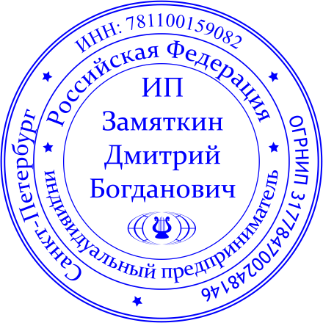 ИНН: 781100159082
Санкт-Петербург
ОГРНИП 317784700248146
Российская Федерация
индивидуальный предприниматель
ИП
Замяткин
Дмитрий
Богданович